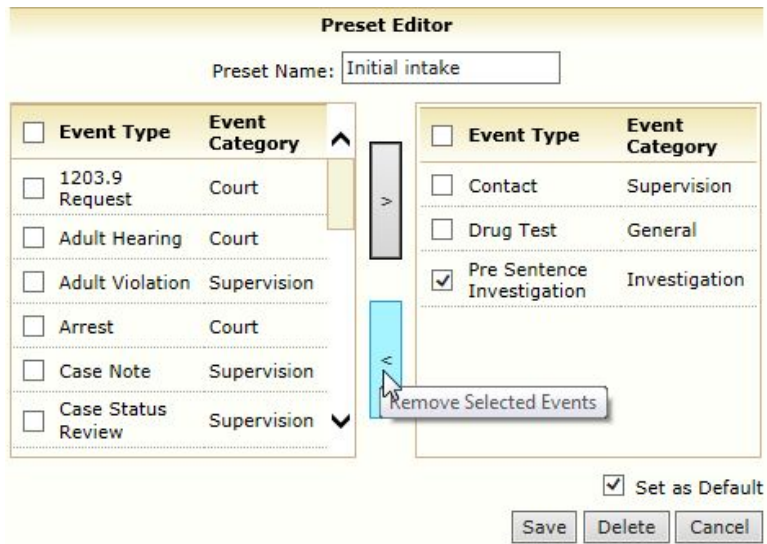 Preset Editor
Preset Name: Initial intake
Event Type Event Category
1203.9 Request Court
Adult Hearing Court
Adult Violation Supervision
Arrest Court
Case Note Supervision
Case Status Review Supervision
>
<
Remove Selected Events
Event Type Event Category
Contact Supervision
Drug Test General
Pre Sentence Investigation Investigation
Set as Default
Save Delete Cancel